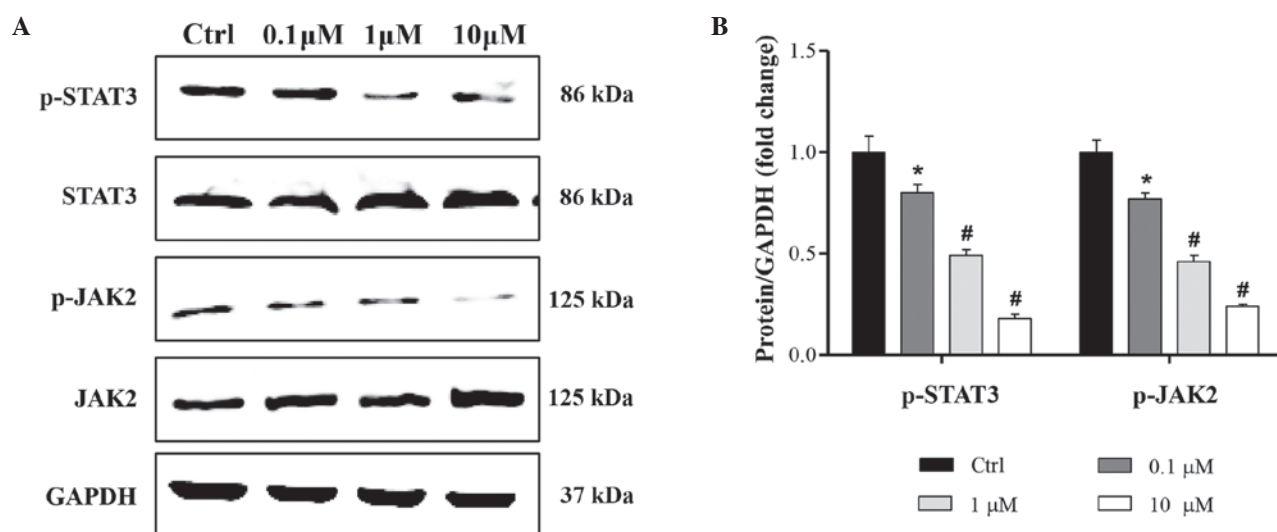 A
Ctrl 0.1μM 1μM 10μM
p-STAT3 86 kDa
STAT3 86 kDa
p-JAK2 125 kDa
JAK2 125 kDa
GAPDH 37 kDa
B
Protein/GAPDH (fold change)
1.5
1.0
0.5
0.0
* # #
* # #
p-STAT3 p-JAK2
Ctrl 0.1 μM
1 μM 10 μM